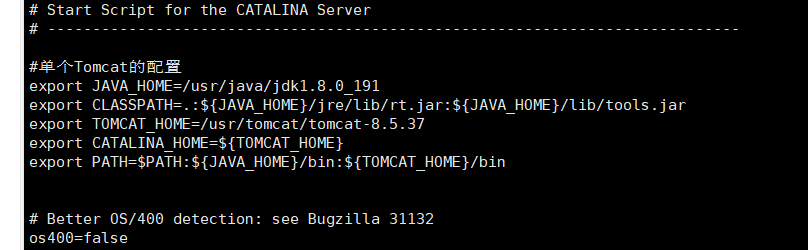 # Start Script for the CATALINA Server
# -----------------------------------------------------------------------------
#单个Tomcat的配置
export JAVA_HOME=/usr/java/jdk1.8.0_191
export CLASSPATH=.:${JAVA_HOME}/jre/lib/rt.jar:${JAVA_HOME}/lib/tools.jar
export TOMCAT_HOME=/usr/tomcat/tomcat-8.5.37
export CATALINA_HOME=${TOMCAT_HOME}
export PATH=$PATH:${JAVA_HOME}/bin:${TOMCAT_HOME}/bin
# Better OS/400 detection: see Bugzilla 31132
os400=false